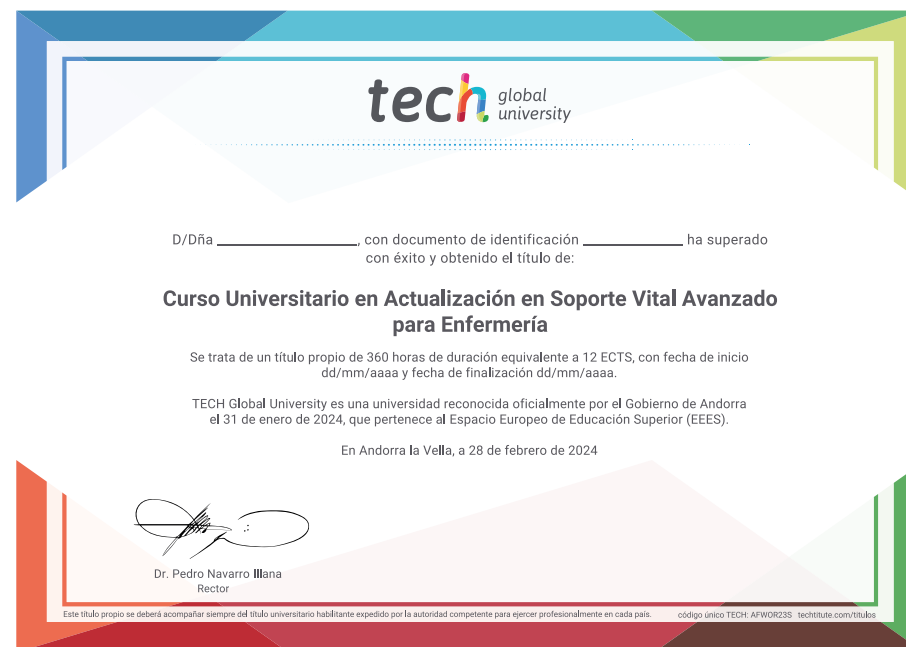 tech global university
D/Dña ____________________, con documento de identificación ______________ ha superado
con éxito y obtenido el título de:
Curso Universitario en Actualización en Soporte Vital Avanzado
para Enfermería
Se trata de un título propio de 360 horas de duración equivalente a 12 ECTS, con fecha de inicio
dd/mm/aaaa y fecha de finalización dd/mm/aaaa.
TECH Global University es una universidad reconocida oficialmente por el Gobierno de Andorra
el 31 de enero de 2024, que pertenece al Espacio Europeo de Educación Superior (EEES).
En Andorra la Vella, a 28 de febrero de 2024
Dr. Pedro Navarro Illana
Rector
Este título propio se deberá acompañar siempre del título universitario habilitante expedido por la autoridad competente para ejercer profesionalmente en cada país. código único TECH: AFWOR23S techtitute.com/titulos